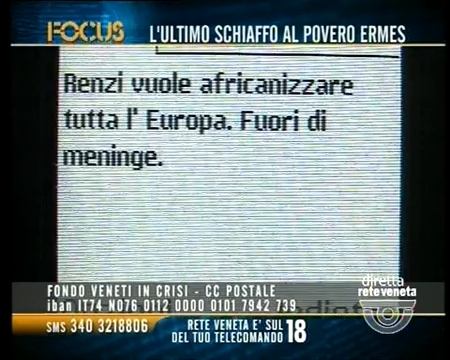 FOCUS
L'ULTIMO SCHIAFFO AL POVERO ERMES
Renzi vuole africanizzare
tutta l' Europa. Fuori di
meninge.
diretta
reteveneta
FONDO VENETI IN CRISI - CC POSTALE
iban IT74 N076 0112 0000 0101 7942 739
SMS 340 3218806
RETE VENETA E' SUL
DEL TUO TELECOMANDO 18